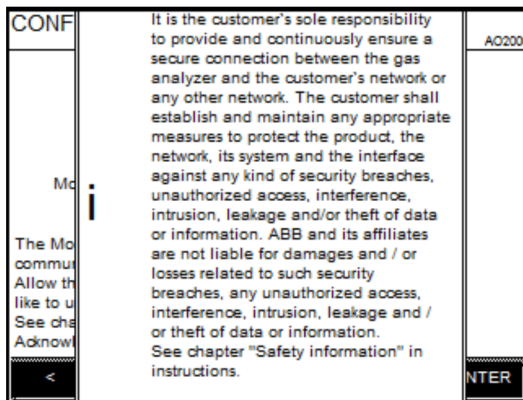 CONF
AO200
It is the customer's sole responsibility
to provide and continuously ensure a
secure connection between the gas
analyzer and the customer's network or
any other network. The customer shall
establish and maintain any appropriate
measures to protect the product, the
network, its system and the interface
against any kind of security breaches,
unauthorized access, interference,
intrusion, leakage and/or theft of data
or information. ABB and its affiliates
are not liable for damages and / or
losses related to such security
breaches, any unauthorized access,
interference, intrusion, leakage and /
or theft of data or information.
See chapter "Safety information" in
instructions.
i
Mo
The Mo
commu
Allow th
like to u
See cha
Acknowl
<
NTER